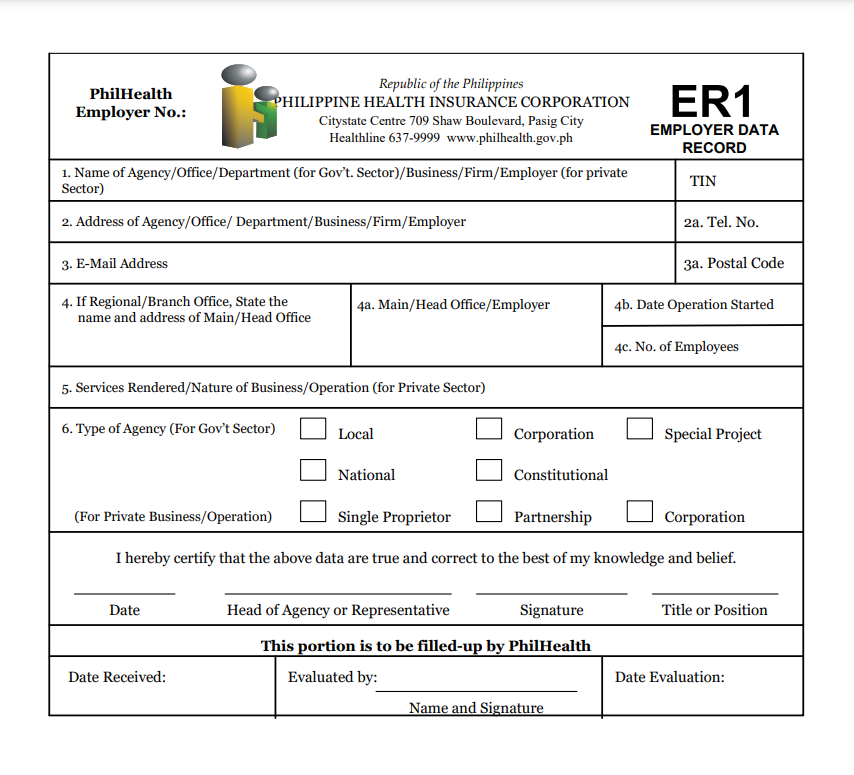 PhilHealth
Employer No.:
Republic of the Philippines
PHILIPPINE HEALTH INSURANCE CORPORATION
Citystate Centre 709 Shaw Boulevard, Pasig City
Healthline 637-9999 www.philhealth.gov.ph
ER1
EMPLOYER DATA
RECORD
1. Name of Agency/Office/Department (for Gov't. Sector)/Business/Firm/Employer (for private
Sector)
TIN
2. Address of Agency/Office/ Department/Business/Firm/Employer
2a. Tel. No.
3. E-Mail Address
3a. Postal Code
4. If Regional/Branch Office, State the
name and address of Main/Head Office
4a. Main/Head Office/Employer
4b. Date Operation Started
4c. No. of Employees
5. Services Rendered/Nature of Business/Operation (for Private Sector)
6. Type of Agency (For Gov't Sector)
Local
Corporation
Special Project
National
Constitutional
(For Private Business/Operation)
Single Proprietor
Partnership
Corporation
I hereby certify that the above data are true and correct to the best of my knowledge and belief.
Date
Head of Agency or Representative
Signature
Title or Position
This portion is to be filled-up by PhilHealth
Date Received:
Evaluated by:
Name and Signature
Date Evaluation: